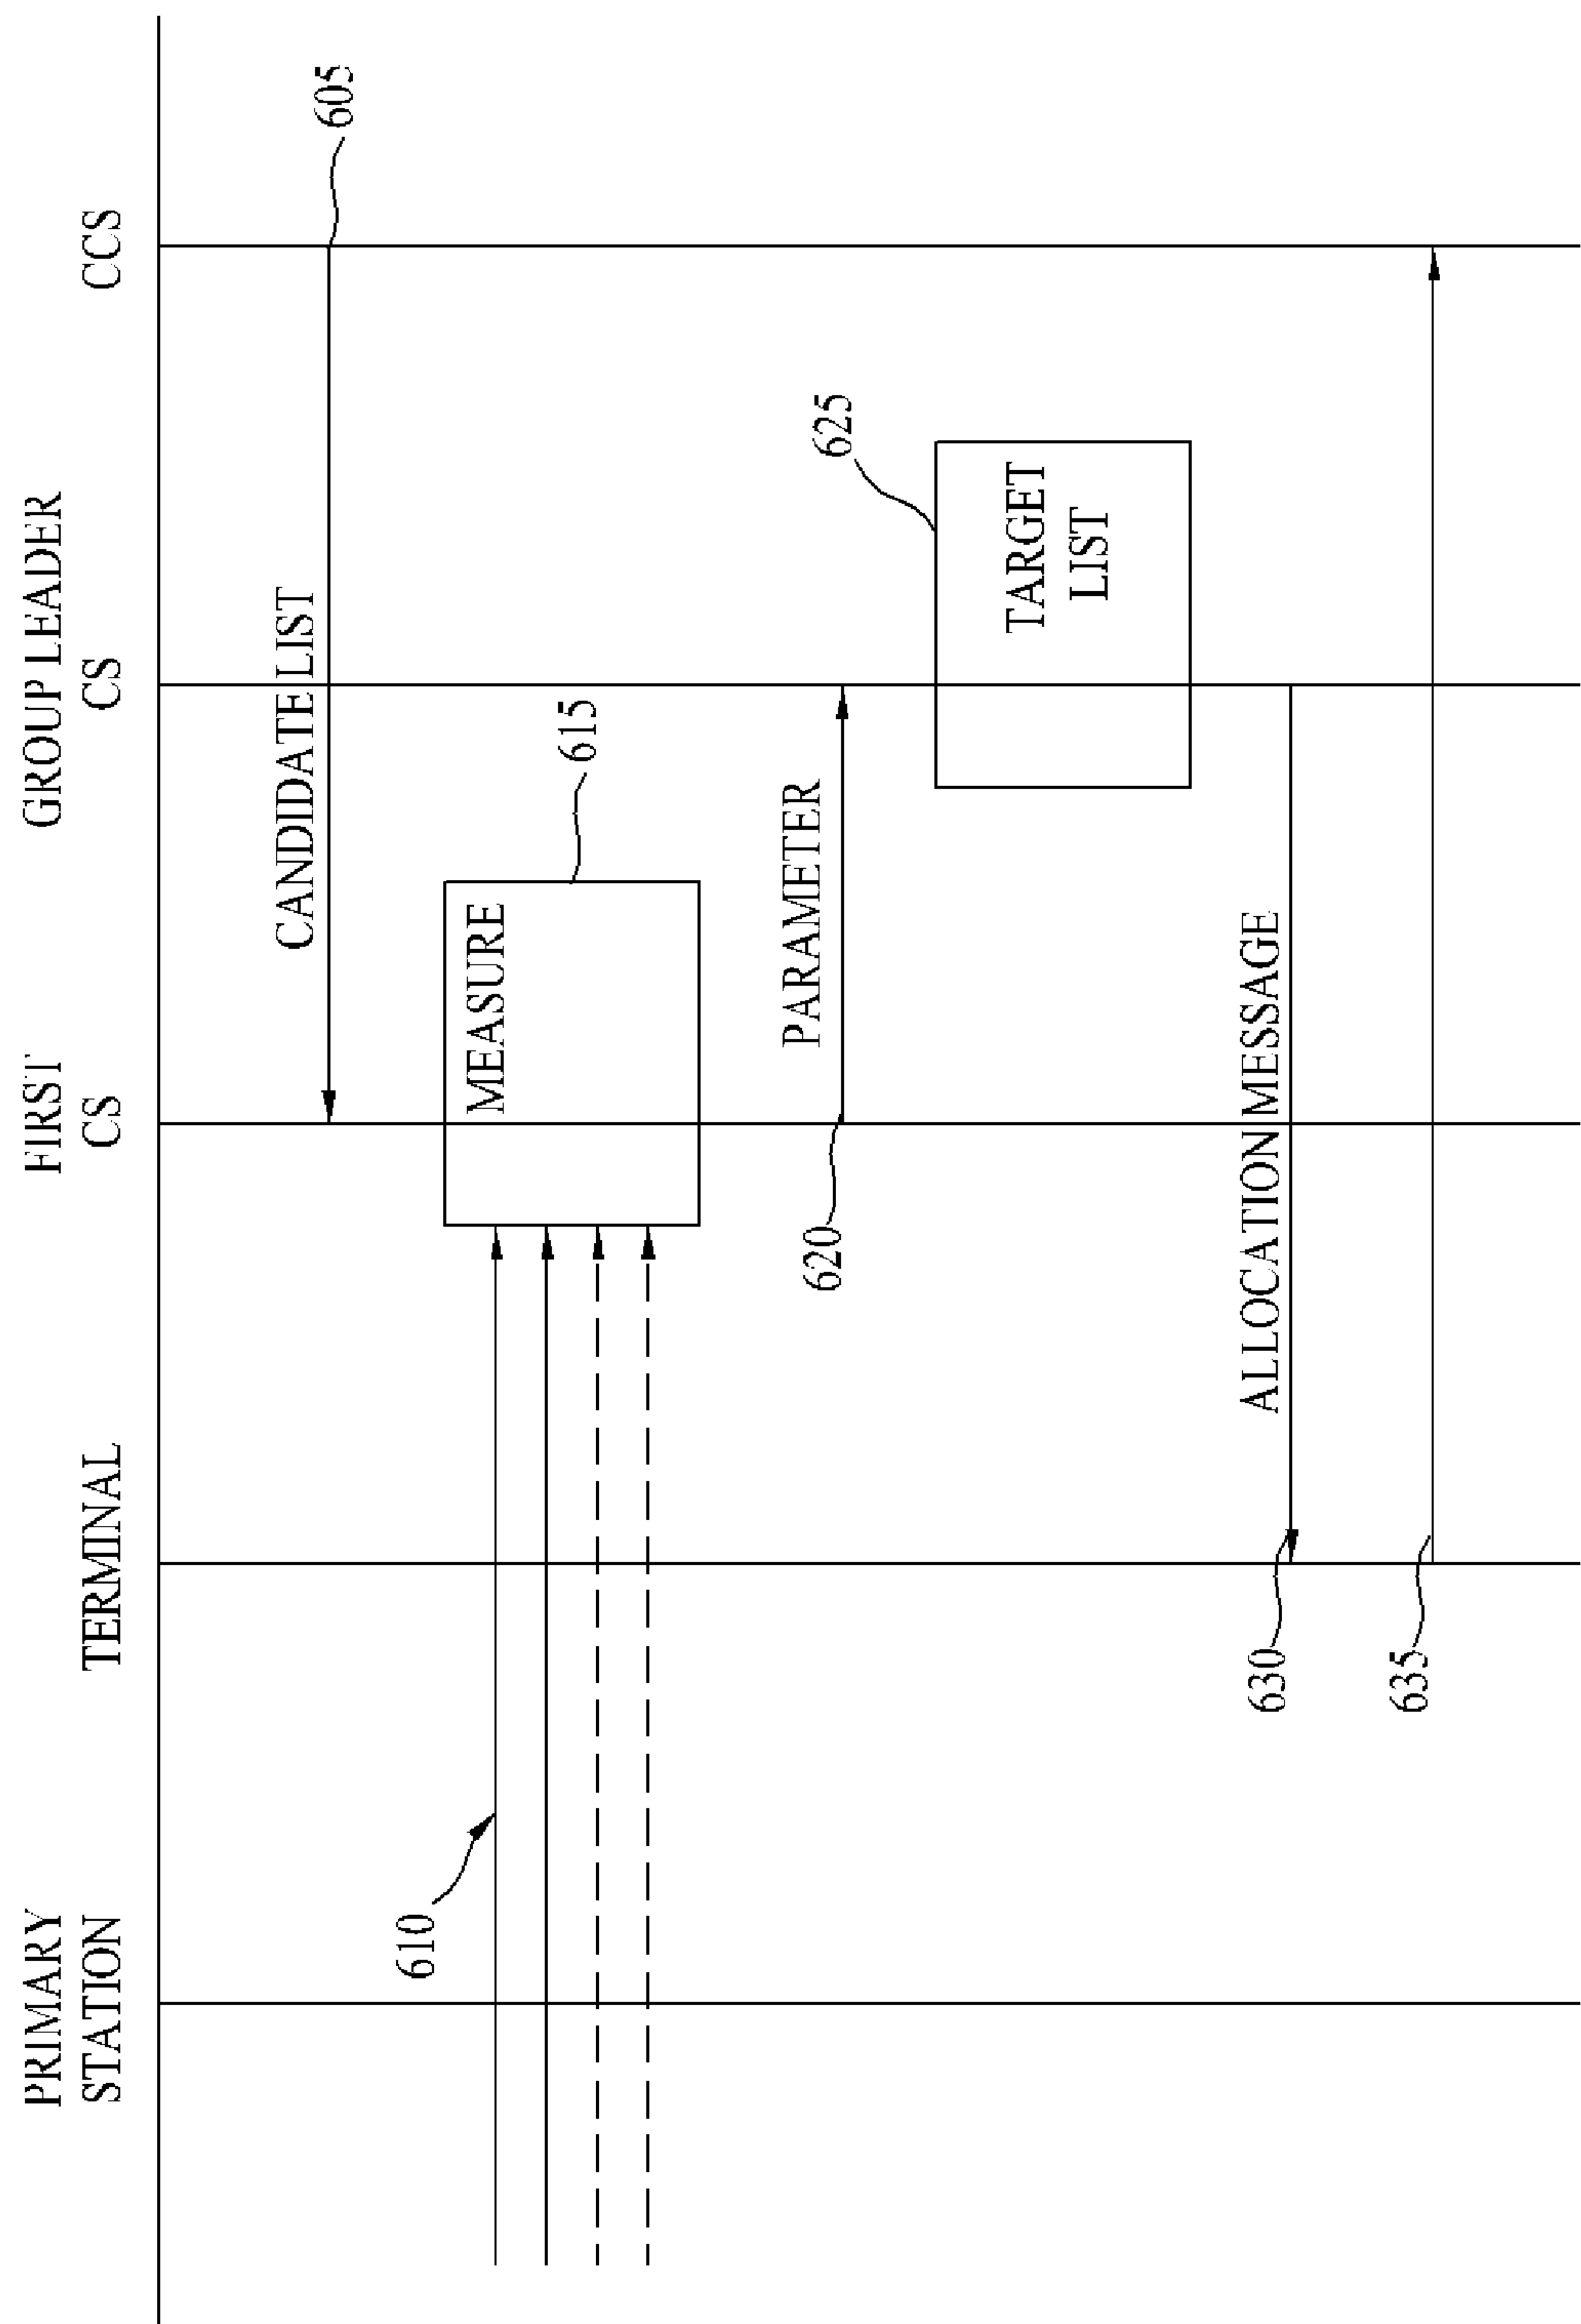 PRIMARY
STATION
TERMINAL
FIRST
CS
GROUP LEADER
CS
CCS
605
CANDIDATE LIST
610
MEASURE
615
PARAMETER
620
625
TARGET
LIST
ALLOCATION MESSAGE
630
635